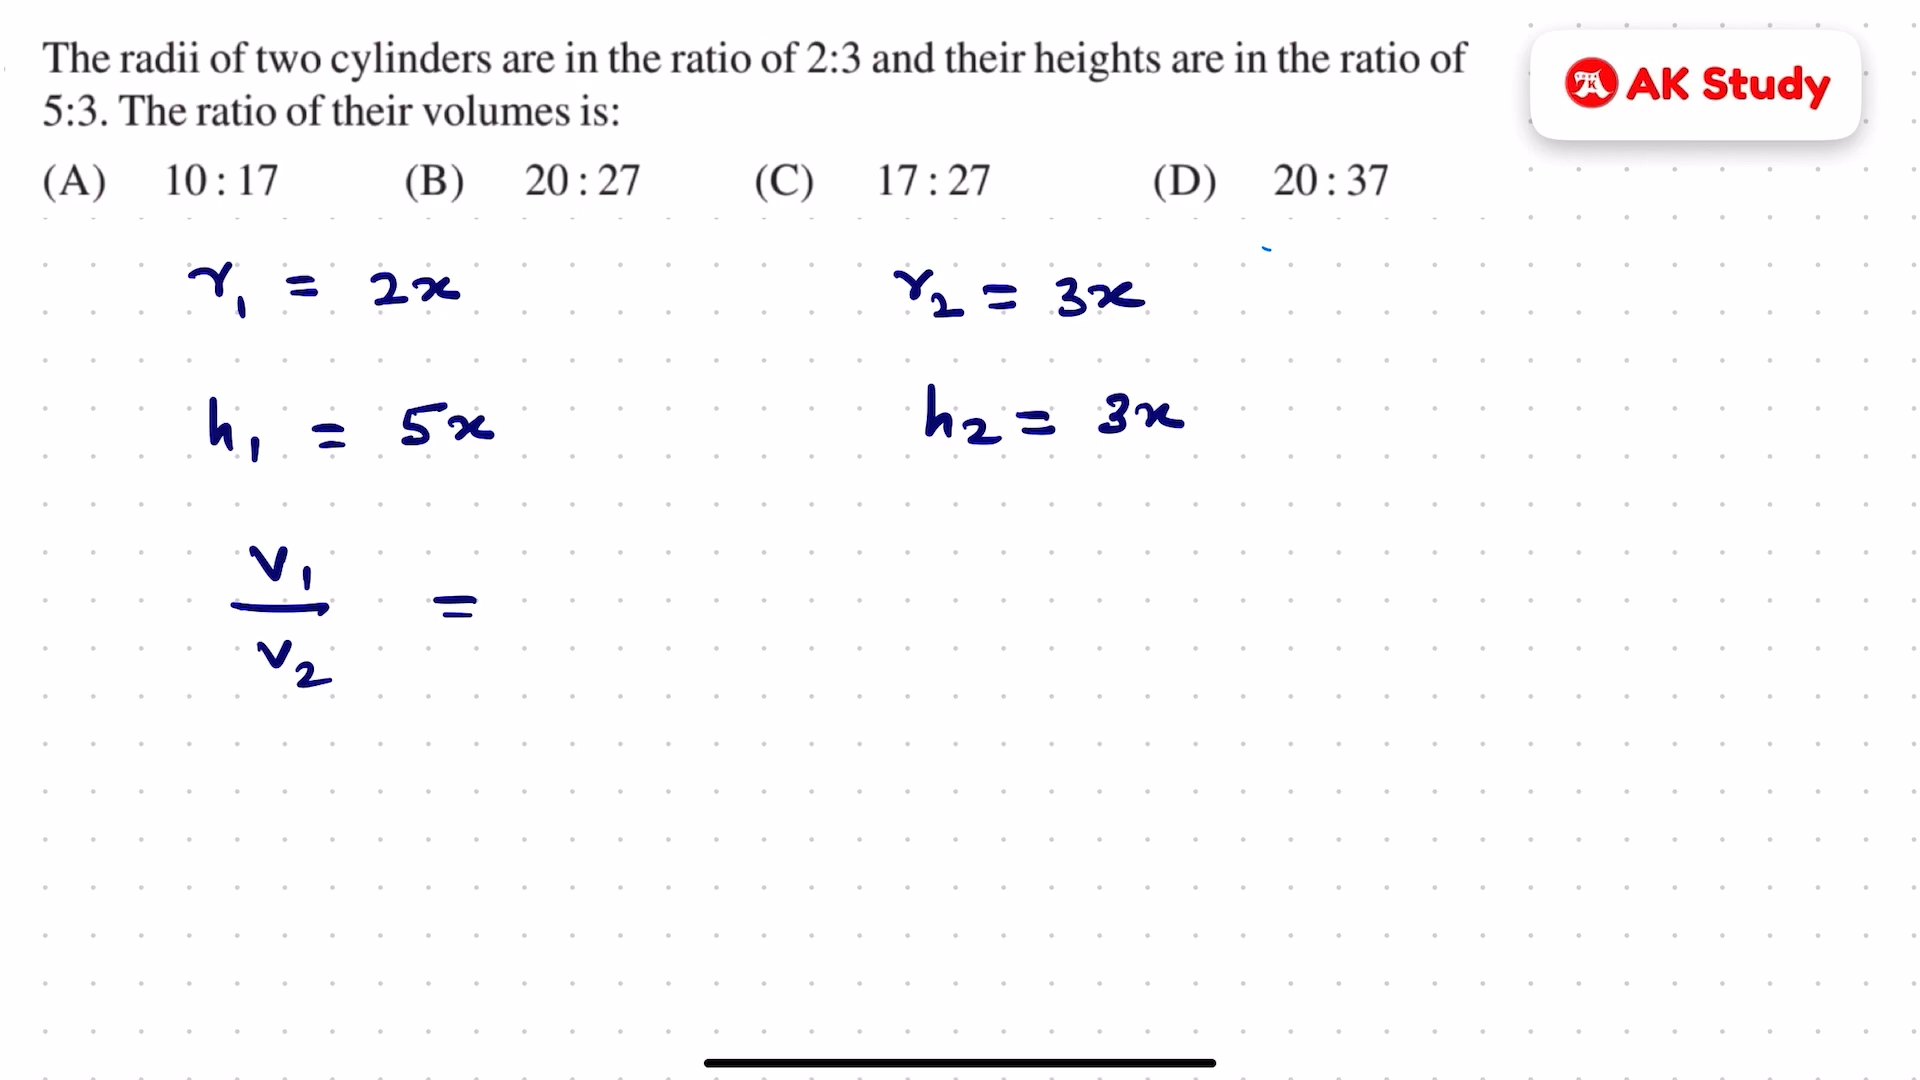 The radii of two cylinders are in the ratio of 2:3 and their heights are in the ratio of
5:3. The ratio of their volumes is:
(A) 10 : 17 (B) 20 : 27 (C) 17 : 27 (D) 20 : 37
AK Study
r₁ = 2x r₂ = 3x
h₁ = 5x h₂ = 3x
V₁
=
V₂